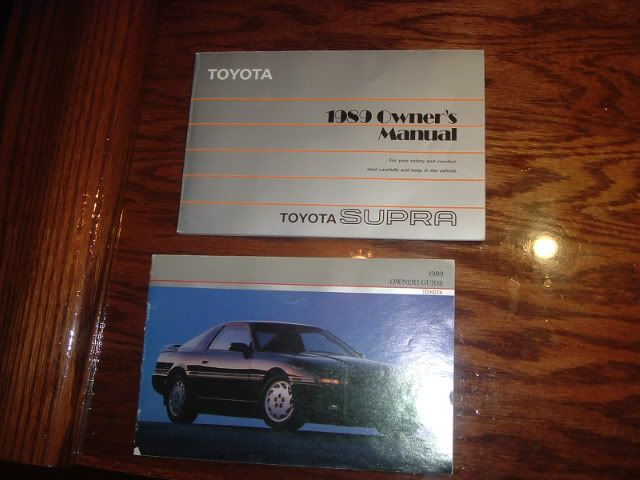 TOYOTA
1989 Owner's
Manual
For your safety and comfort,
read carefully and keep in the vehicle.
TOYOTA SUPRA
1989
OWNERS GUIDE
TOYOTA